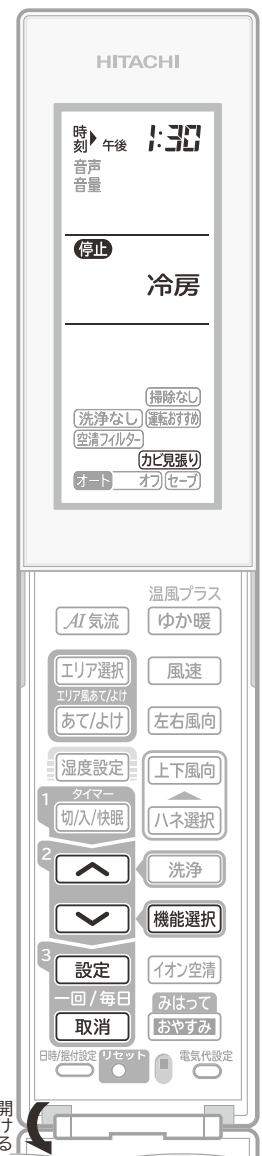 HITACHI
時刻 午後 1:30
音声
音量
停止
冷房
掃除なし
洗浄なし 運転おすすめ
空清フィルター
カビ見張り
オート オフ セーブ
温風プラス
AI 気流 ゆか暖
エリア選択 風速
エリア風あて/よけ
あて/よけ 左右風向
湿度設定 上下風向
1 タイマー
切/入/快眠 ハネ選択
2
洗浄
機能選択
3
設定 イオン空清
一回/毎日 みはって
取消 おやすみ
日時/据付設定 リセット 電気代設定
開
け
る